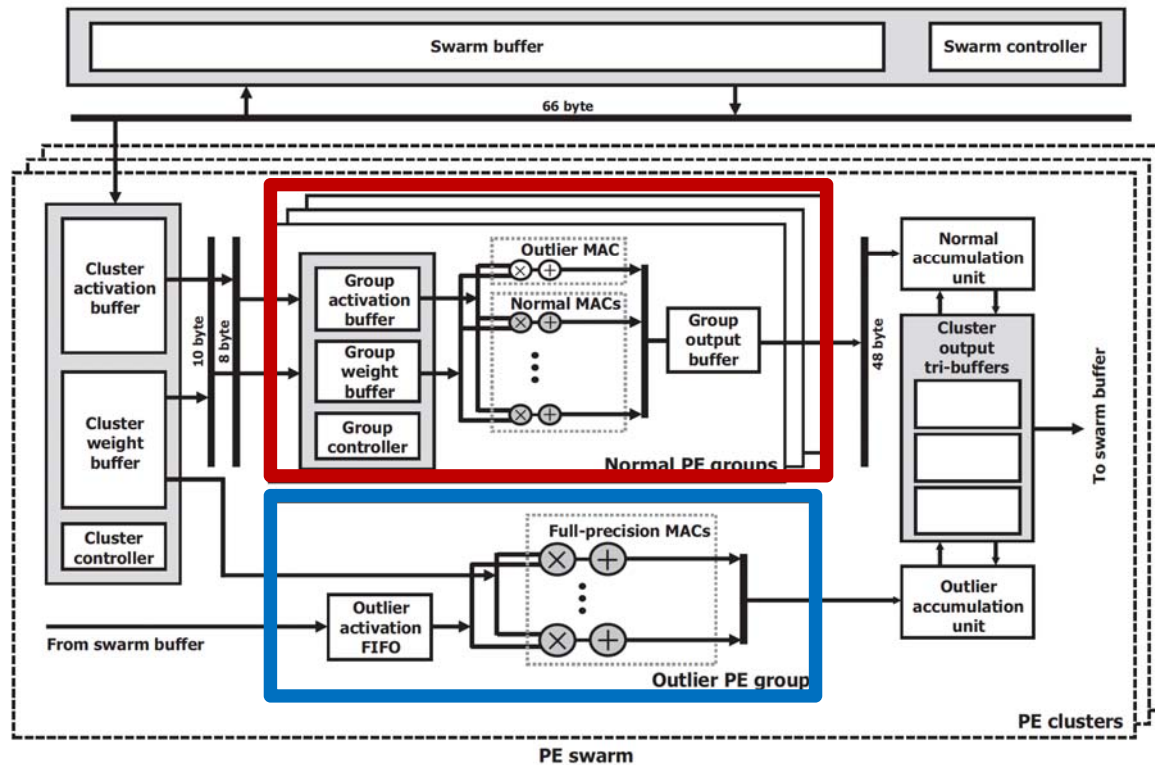 Swarm buffer
Swarm controller
66 byte
Cluster
activation
buffer
Cluster
weight
buffer
Cluster
controller
10 byte
8 byte
Group
activation
buffer
Group
weight
buffer
Group
controller
Outlier MAC
Normal MACs
Group
output
buffer
Normal PE groups
48 byte
Normal
accumulation
unit
Cluster
output
tri-buffers
To swarm buffer
Outlier
accumulation
unit
From swarm buffer
Outlier
activation
FIFO
Full-precision MACs
Outlier PE group
PE clusters
PE swarm